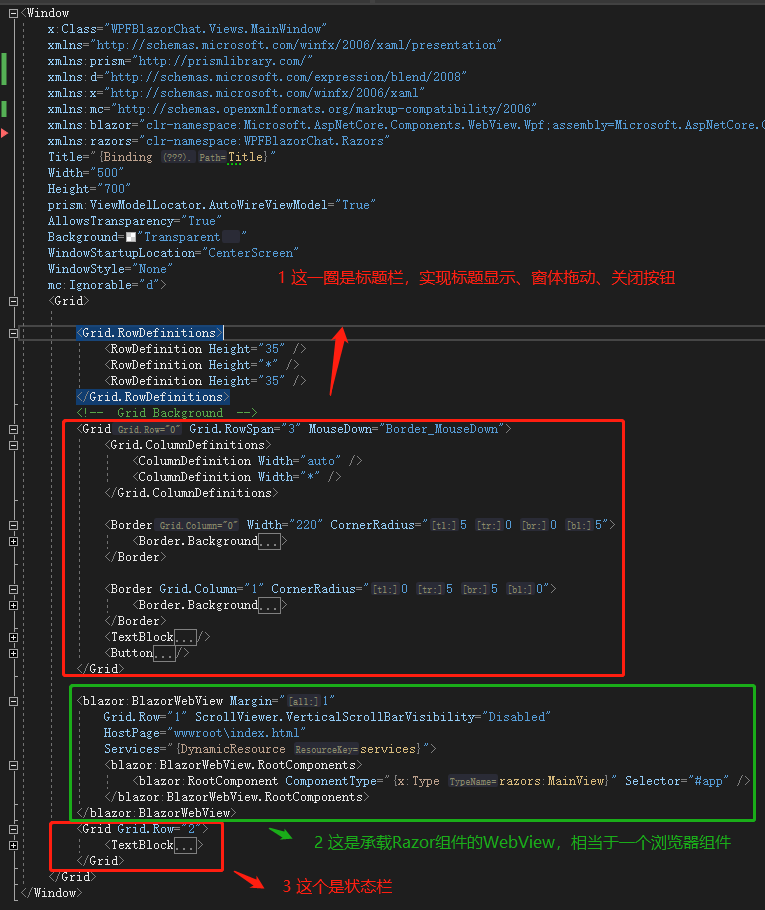 <Window
x:Class="WPFBlazorChat.Views.MainWindow"
xmlns="http://schemas.microsoft.com/winfx/2006/xaml/presentation"
xmlns:prism="http://prismlibrary.com/"
xmlns:d="http://schemas.microsoft.com/expression/blend/2008"
xmlns:x="http://schemas.microsoft.com/winfx/2006/xaml"
xmlns:mc="http://schemas.openxmlformats.org/markup-compatibility/2006"
xmlns:blazor="clr-namespace:Microsoft.AspNetCore.Components.WebView.Wpf;assembly=Microsoft.AspNetCore.
xmlns:razors="clr-namespace:WPFBlazorChat.Razors"
Title="{Binding (???). Path=Title}"
Width="500"
Height="700"
prism:ViewModelLocator.AutoWireViewModel="True"
AllowsTransparency="True"
Background="Transparent"
WindowStartupLocation="CenterScreen"
WindowStyle="None"
mc:Ignorable="d">
1 这一圈是标题栏，实现标题显示、窗体拖动、关闭按钮
<Grid>
<Grid.RowDefinitions>
<RowDefinition Height="35" />
<RowDefinition Height="*" />
<RowDefinition Height="35" />
</Grid.RowDefinitions>
<!-- Grid Background -->
<Grid Grid.Row="0" Grid.RowSpan="3" MouseDown="Border_MouseDown">
<Grid.ColumnDefinitions>
<ColumnDefinition Width="auto" />
<ColumnDefinition Width="*" />
</Grid.ColumnDefinitions>
<Border Grid.Column="0" Width="220" CornerRadius="[tl:]5 [tr:]0 [br:]0 [bl:]5">
<Border.Background...>
</Border>
<Border Grid.Column="1" CornerRadius="[tl:]0 [tr:]5 [br:]5 [bl:]0">
<Border.Background...>
</Border>
<TextBlock.../>
<Button.../>
</Grid>
<blazor:BlazorWebView Margin="[all:]1"
Grid.Row="1" ScrollViewer.VerticalScrollBarVisibility="Disabled"
HostPage="wwwroot\index.html"
Services="{DynamicResource ResourceKey=services}">
<blazor:BlazorWebView.RootComponents>
<blazor:RootComponent ComponentType="{x:Type TypeName=razors:MainView}" Selector="#app" />
</blazor:BlazorWebView.RootComponents>
</blazor:BlazorWebView>
<Grid Grid.Row="2">
2 这是承载Razor组件的WebView，相当于一个浏览器组件
<TextBlock...>
</Grid>
</Grid>
3 这个是状态栏
</Window>